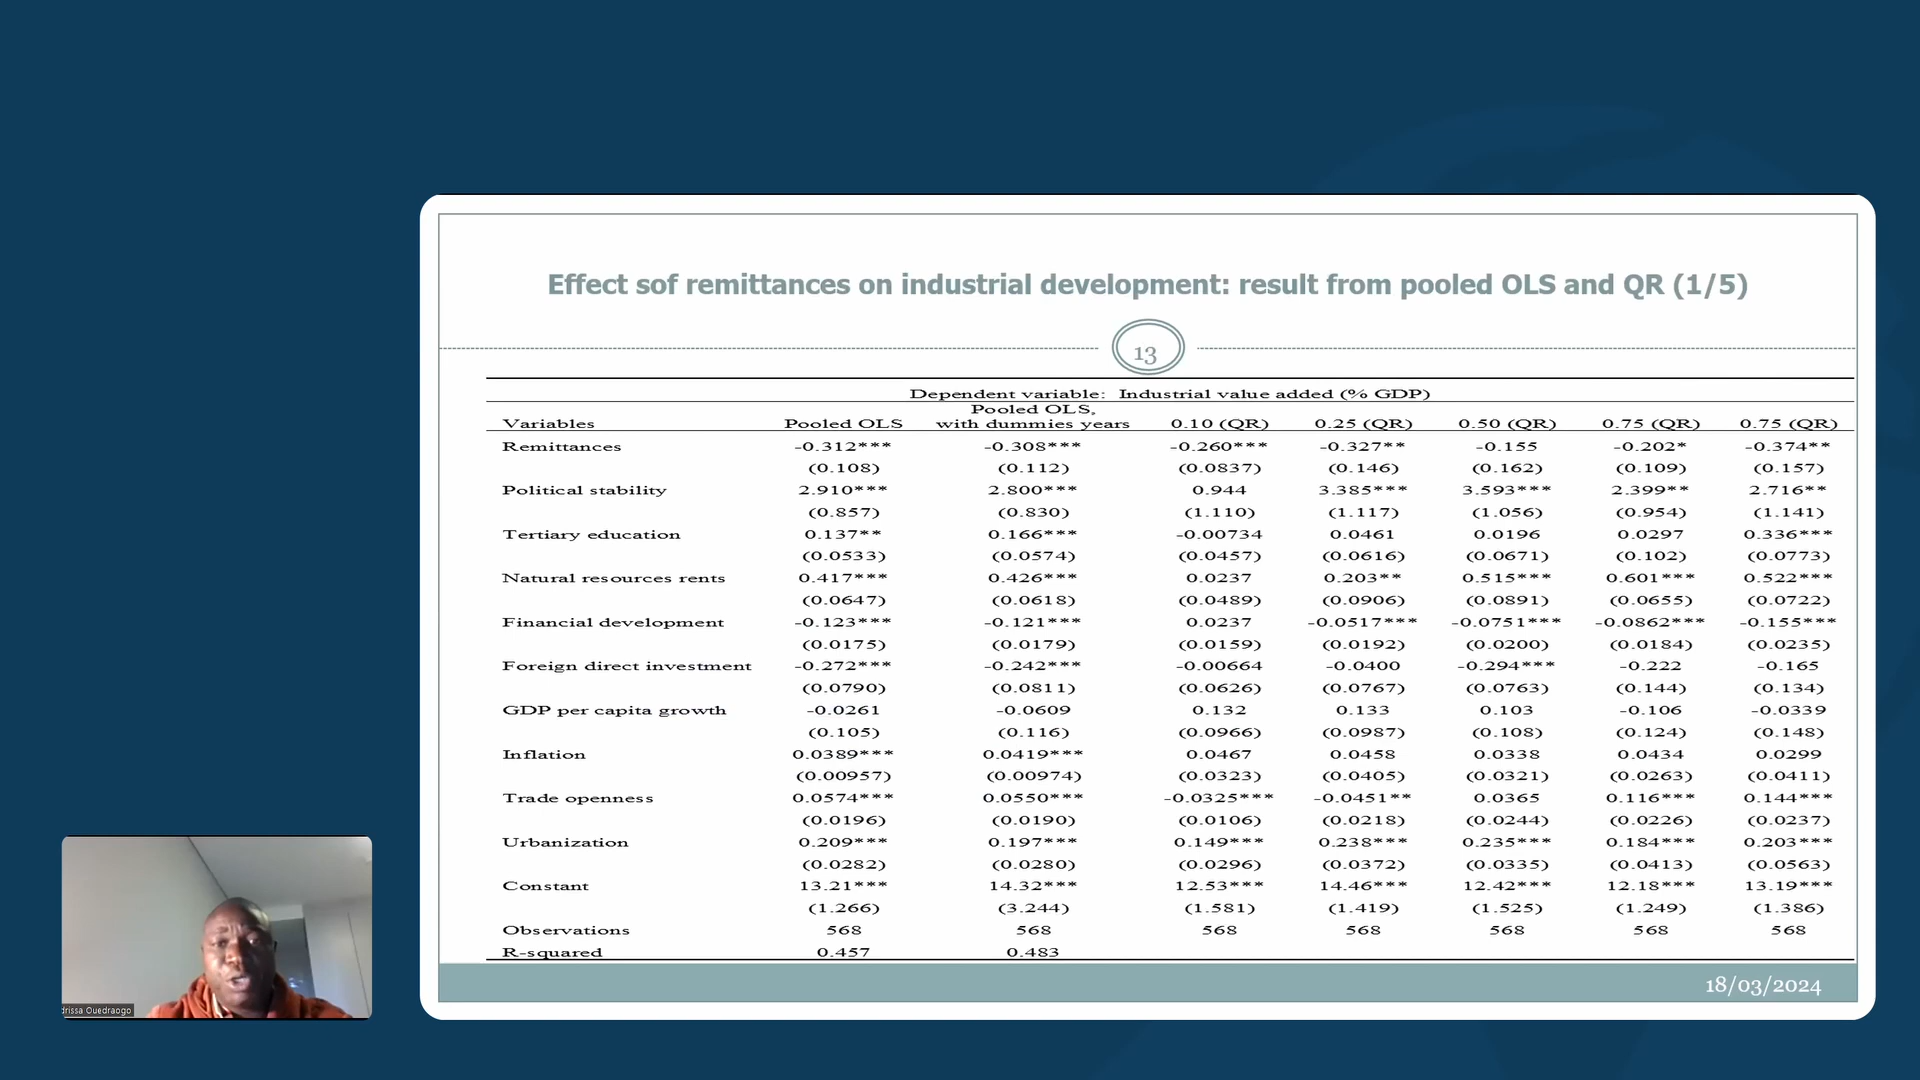 Effect sof remittances on industrial development: result from pooled OLS and QR (1/5)
13
Dependent variable: Industrial value added (% GDP)
Variables Pooled OLS Pooled OLS, with dummies years 0.10 (QR) 0.25 (QR) 0.50 (QR) 0.75 (QR) 0.75 (QR)
Remittances -0.312*** -0.308*** -0.260*** -0.327** -0.155 -0.202* -0.374**
(0.108) (0.112) (0.0837) (0.146) (0.162) (0.109) (0.157)
Political stability 2.910*** 2.800*** 0.944 3.385*** 3.593*** 2.399** 2.716**
(0.857) (0.830) (1.110) (1.117) (1.056) (0.954) (1.141)
Tertiary education 0.137** 0.166*** -0.00734 0.0461 0.0196 0.0297 0.336***
(0.0533) (0.0574) (0.0457) (0.0616) (0.0671) (0.102) (0.0773)
Natural resources rents 0.417*** 0.426*** 0.0237 0.203** 0.515*** 0.601*** 0.522***
(0.0647) (0.0618) (0.0489) (0.0906) (0.0891) (0.0655) (0.0722)
Financial development -0.123*** -0.121*** 0.0237 -0.0517*** -0.0751*** -0.0862*** -0.155***
(0.0175) (0.0179) (0.0159) (0.0192) (0.0200) (0.0184) (0.0235)
Foreign direct investment -0.272*** -0.242*** -0.00664 -0.0400 -0.294*** -0.222 -0.165
(0.0790) (0.0811) (0.0626) (0.0767) (0.0763) (0.144) (0.134)
GDP per capita growth -0.0261 -0.0609 0.132 0.133 0.103 -0.106 -0.0339
(0.105) (0.116) (0.0966) (0.0987) (0.108) (0.124) (0.148)
Inflation 0.0389*** 0.0419*** 0.0467 0.0458 0.0338 0.0434 0.0299
(0.00957) (0.00974) (0.0323) (0.0405) (0.0321) (0.0263) (0.0411)
Trade openness 0.0574*** 0.0550*** -0.0325*** -0.0451** 0.0365 0.116*** 0.144***
(0.0196) (0.0190) (0.0106) (0.0218) (0.0244) (0.0226) (0.0237)
Urbanization 0.209*** 0.197*** 0.149*** 0.238*** 0.235*** 0.184*** 0.203***
(0.0282) (0.0280) (0.0296) (0.0372) (0.0335) (0.0413) (0.0563)
Constant 13.21*** 14.32*** 12.53*** 14.46*** 12.42*** 12.18*** 13.19***
(1.266) (3.244) (1.581) (1.419) (1.525) (1.249) (1.386)
Observations 568 568 568 568 568 568 568
R-squared 0.457 0.483
18/03/2024
drissa Ouedraogo